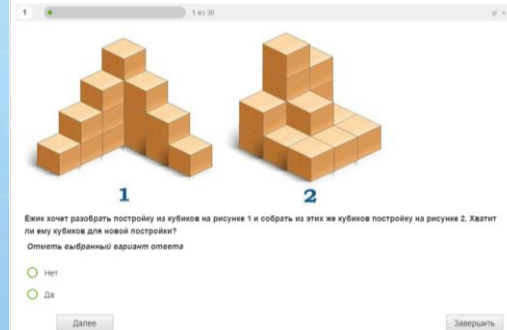 1
1 из 30
1
2
Ежик хочет разобрать постройку из кубиков на рисунке 1 и собрать из этих же кубиков постройку на рисунке 2. Хватит
ли ему кубиков для новой постройки?
Отметь выбранный вариант ответа
Нет
Да
Далее
Завершить